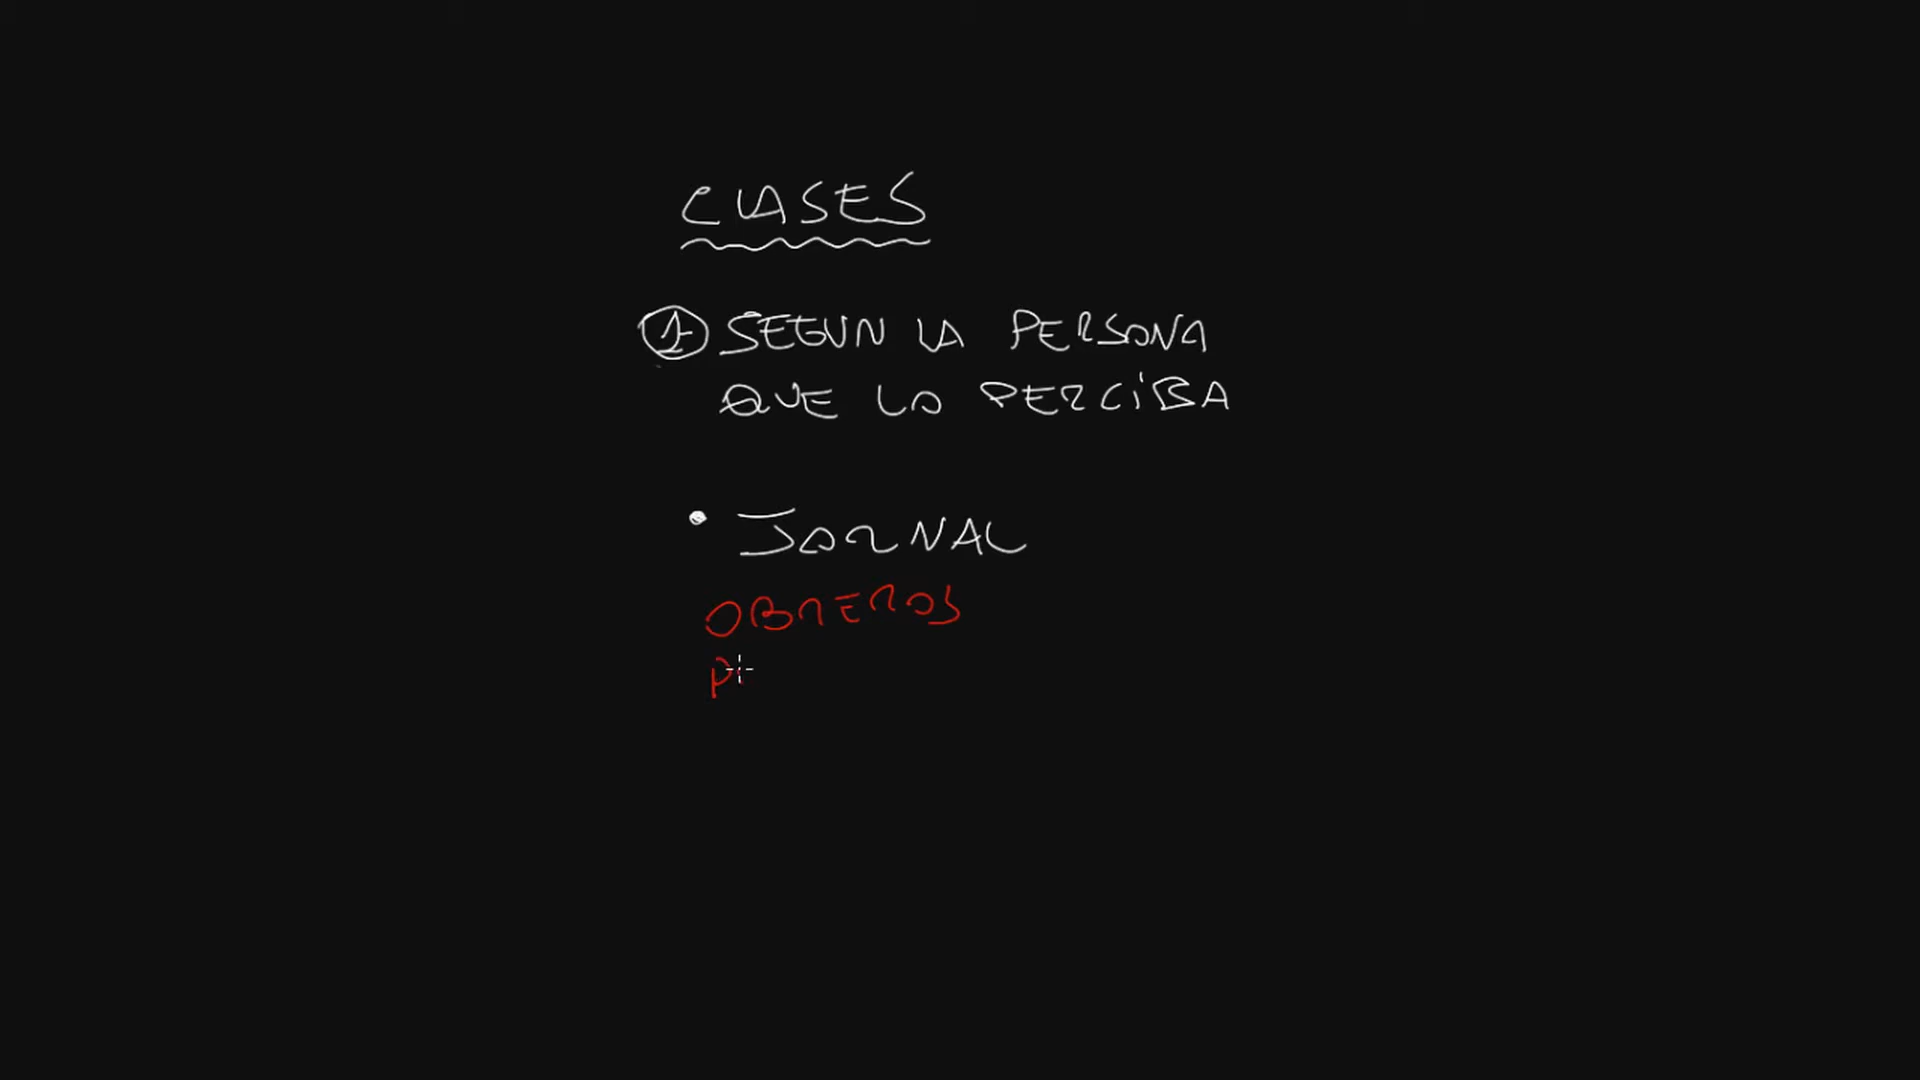 CLASES
1 SEGUN LA PERSONA
QUE LO PERCIBA
• JORNAL
OBREROS
P